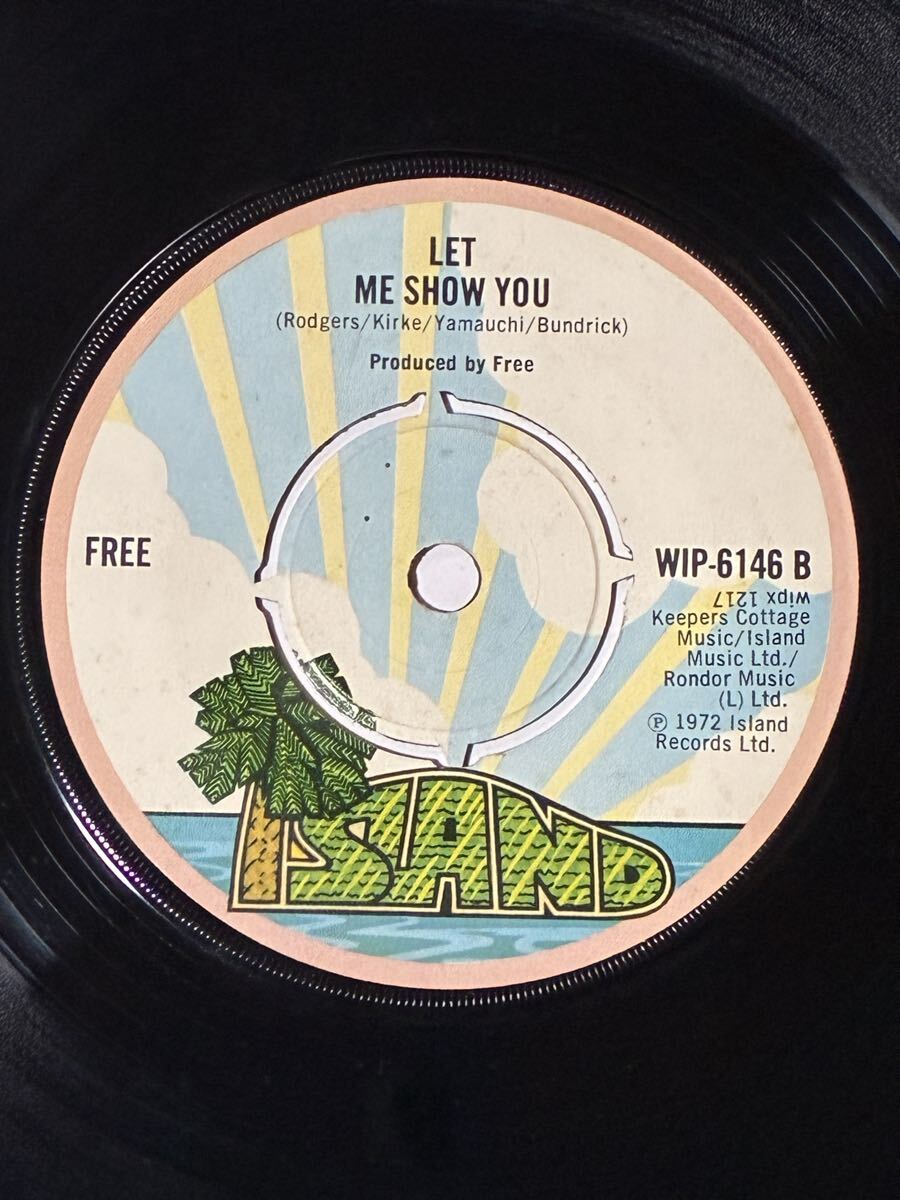 LET
ME SHOW YOU
(Rodgers/Kirke/Yamauchi/Bundrick)
Produced by Free
FREE
WIP-6146 B
wipx 1217
Keepers Cottage
Music/Island
Music Ltd./
Rondor Music
(L) Ltd.
℗ 1972 Island
Records Ltd.
ISLAND